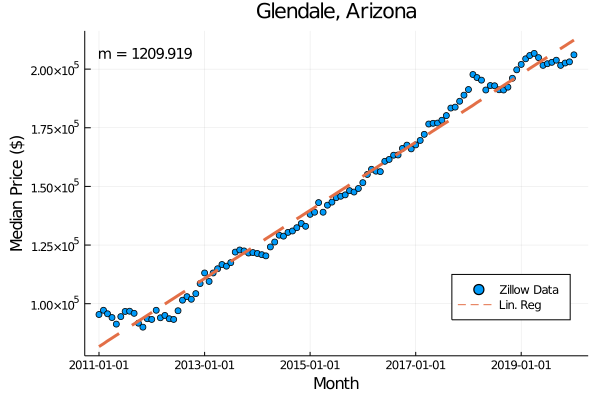 Glendale, Arizona
m = 1209.919
Median Price ($)
2.00×10⁵
1.75×10⁵
1.50×10⁵
1.25×10⁵
1.00×10⁵
Zillow Data
Lin. Reg
2011-01-01 2013-01-01 2015-01-01 2017-01-01 2019-01-01
Month